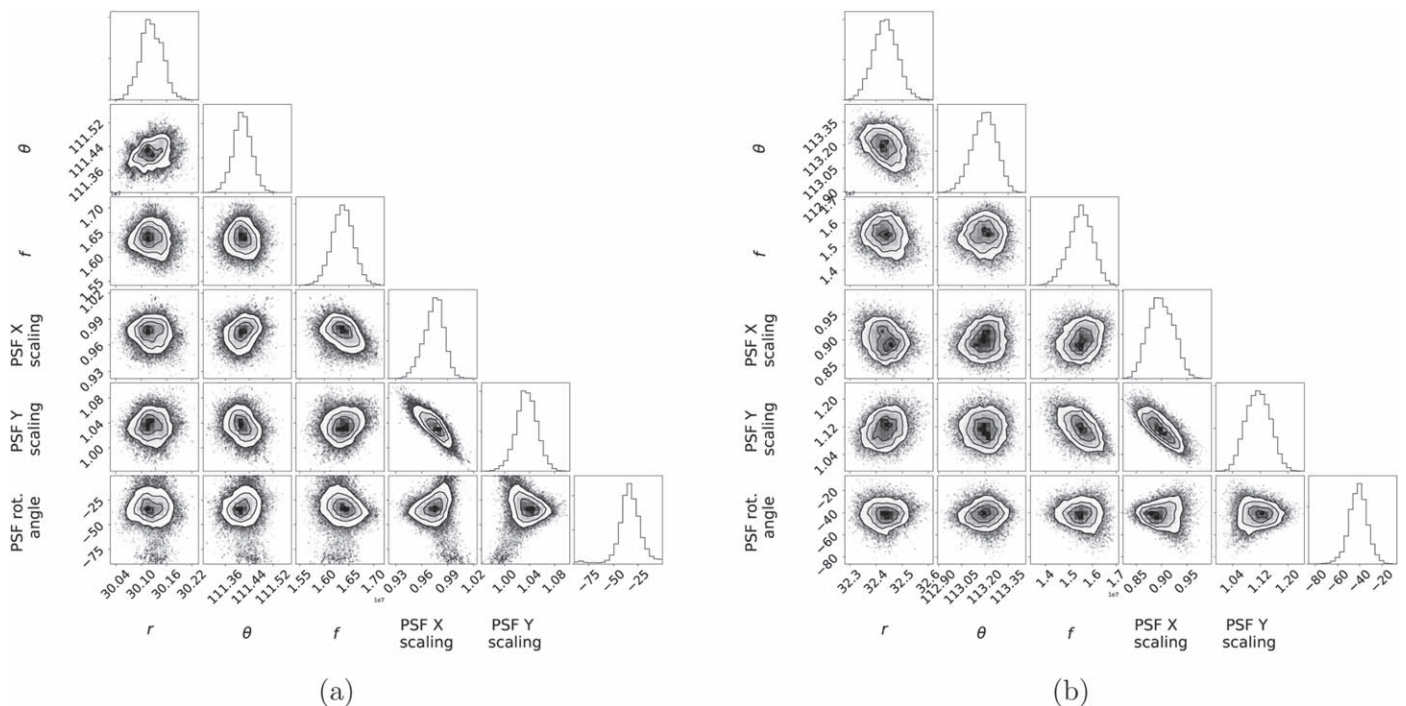 θ
111.52
111.44
111.36
f
1.70
1.65
1.60
1.55
PSF X
scaling
1.02
0.99
0.96
0.93
PSF Y
scaling
1.08
1.04
1.00
PSF rot.
angle
−25
−50
−75
30.04 30.10 30.16 30.22 111.36 111.44 111.52 1.55 1.60 1.65 1.70 0.93 0.96 0.99 1.02 1.00 1.04 1.08 −75 −50 −25
1e7
r θ f PSF X
scaling
PSF Y
scaling
(a)
θ
113.35
113.20
113.05
112.90
f
1.7
1.6
1.5
1.4
PSF X
scaling
0.95
0.90
0.85
PSF Y
scaling
1.20
1.12
1.04
PSF rot.
angle
−20
−40
−60
−80
32.3 32.4 32.5 32.6 112.90 113.05 113.20 113.35 1.4 1.5 1.6 1.7 0.85 0.90 0.95 1.04 1.12 1.20 −80 −60 −40 −20
1e7
r θ f PSF X
scaling
PSF Y
scaling
(b)